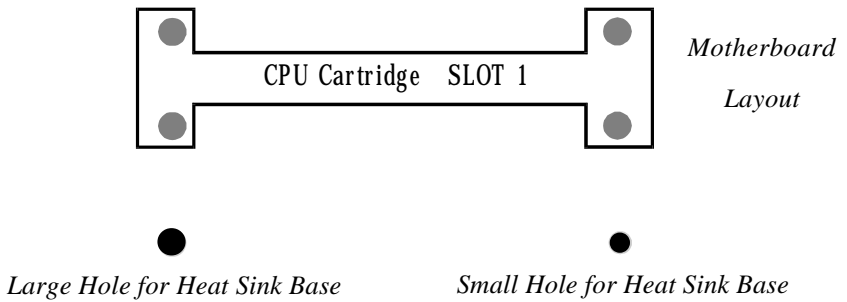 CPU Cartridge SLOT 1
Motherboard
Layout
Large Hole for Heat Sink Base
Small Hole for Heat Sink Base